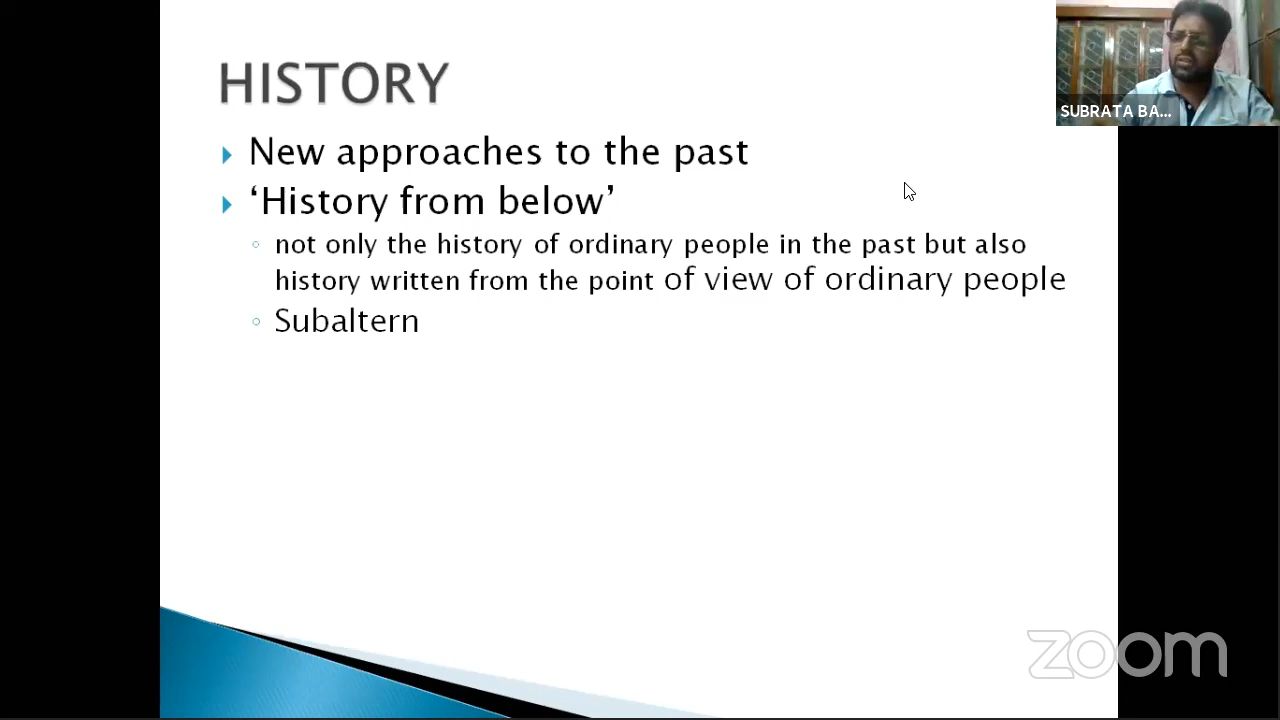 HISTORY
SUBRATA BA...
New approaches to the past
‘History from below’
not only the history of ordinary people in the past but also
history written from the point of view of ordinary people
Subaltern
zoom